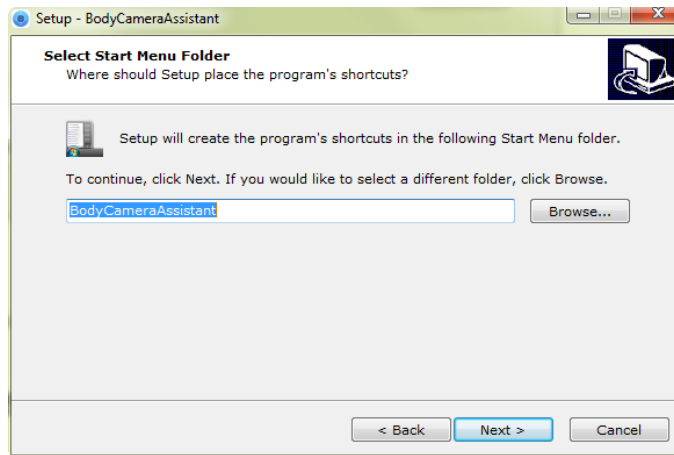 Setup - BodyCameraAssistant
Select Start Menu Folder
Where should Setup place the program's shortcuts?
Setup will create the program's shortcuts in the following Start Menu folder.
To continue, click Next. If you would like to select a different folder, click Browse.
BodyCameraAssistant
Browse...
< Back
Next >
Cancel